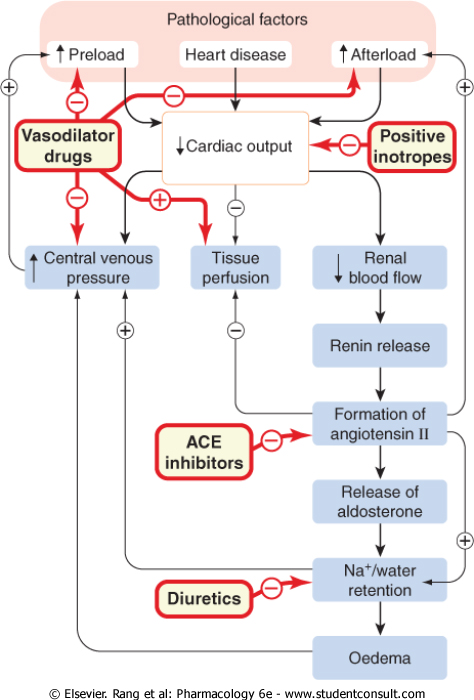 Pathological factors
↑ Preload
Heart disease
↑ Afterload
+
+
−
−
Vasodilator
drugs
↓ Cardiac output
−
Positive
inotropes
−
+
−
↑ Central venous
pressure
Tissue
perfusion
↓ Renal
blood flow
+
−
Renin release
Formation of
angiotensin II
ACE
inhibitors
−
Release of
aldosterone
+
Na⁺/water
retention
Diuretics
−
Oedema
© Elsevier. Rang et al: Pharmacology 6e - www.studentconsult.com